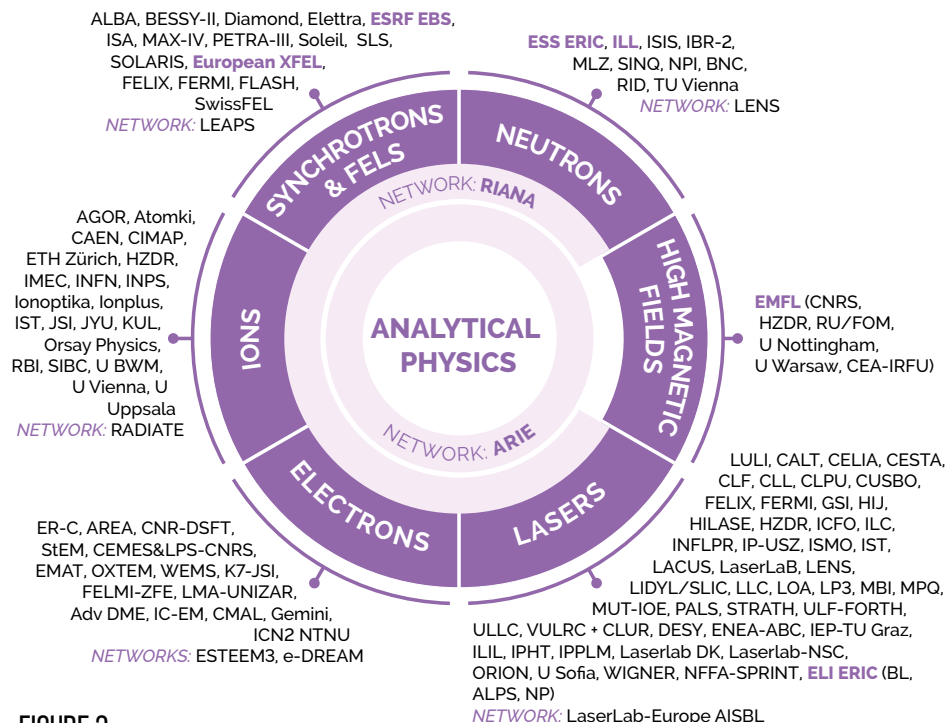 ALBA, BESSY-II, Diamond, Elettra, ESRF EBS,
ISA, MAX-IV, PETRA-III, Soleil, SLS,
SOLARIS, European XFEL,
FELIX, FERMI, FLASH,
SwissFEL
NETWORK: LEAPS
ESS ERIC, ILL, ISIS, IBR-2,
MLZ, SINQ, NPI, BNC,
RID, TU Vienna
NETWORK: LENS
SYNCHROTRONS
& FELS
NEUTRONS
NETWORK: RIANA
AGOR, Atomki,
CAEN, CIMAP,
ETH Zürich, HZDR,
IMEC, INFN, INPS,
Ionoptika, Ionplus,
IST, JSI, JYU, KUL,
Orsay Physics,
RBI, SIBC, U BWM,
U Vienna, U
Uppsala
NETWORK: RADIATE
IONS
ANALYTICAL
PHYSICS
HIGH MAGNETIC
FIELDS
EMFL (CNRS,
HZDR, RU/FOM,
U Nottingham,
U Warsaw, CEA-IRFU)
NETWORK: ARIE
ELECTRONS
LASERS
ER-C, AREA, CNR-DSFT,
StEM, CEMES&LPS-CNRS,
EMAT, OXTEM, WEMS, K7-JSI,
FELMI-ZFE, LMA-UNIZAR,
Adv DME, IC-EM, CMAL, Gemini,
ICN2 NTNU
NETWORKS: ESTEEM3, e-DREAM
LULI, CALT, CELIA, CESTA,
CLF, CLL, CLPU, CUSBO,
FELIX, FERMI, GSI, HIJ,
HILASE, HZDR, ICFO, ILC,
INFLPR, IP-USZ, ISMO, IST,
LACUS, LaserLaB, LENS,
LIDYL/SLIC, LLC, LOA, LP3, MBI, MPQ,
MUT-IOE, PALS, STRATH, ULF-FORTH,
ULLC, VULRC + CLUR, DESY, ENEA-ABC, IEP-TU Graz,
ILIL, IPHT, IPPLM, Laserlab DK, Laserlab-NSC,
ORION, U Sofia, WIGNER, NFFA-SPRINT, ELI ERIC (BL,
ALPS, NP)
NETWORK: LaserLab-Europe AISBL